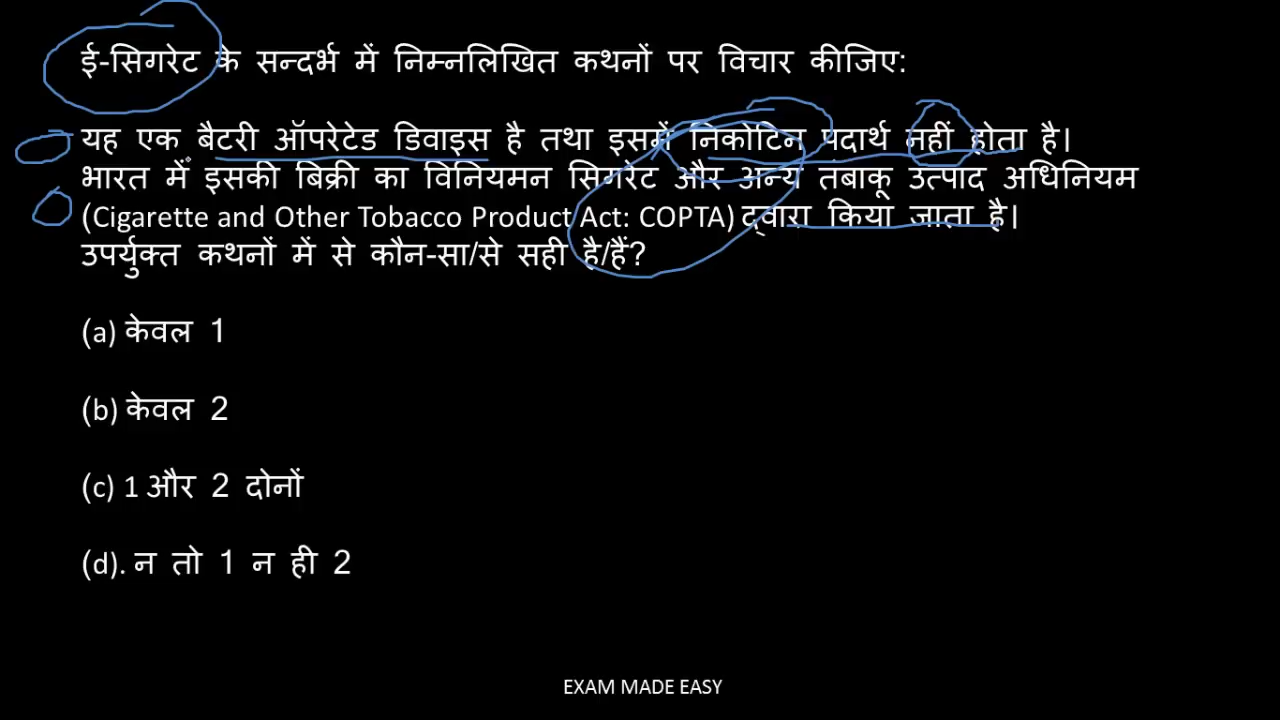 ई-सिगरेट के सन्दर्भ में निम्नलिखित कथनों पर विचार कीजिए:
यह एक बैटरी ऑपरेटेड डिवाइस है तथा इसमें निकोटिन पदार्थ नहीं होता है।
भारत में इसकी बिक्री का विनियमन सिगरेट और अन्य तंबाकू उत्पाद अधिनियम
(Cigarette and Other Tobacco Product Act: COPTA) द्वारा किया जाता है।
उपर्युक्त कथनों में से कौन-सा/से सही है/हैं?
(a) केवल 1
(b) केवल 2
(c) 1 और 2 दोनों
(d). न तो 1 न ही 2
EXAM MADE EASY